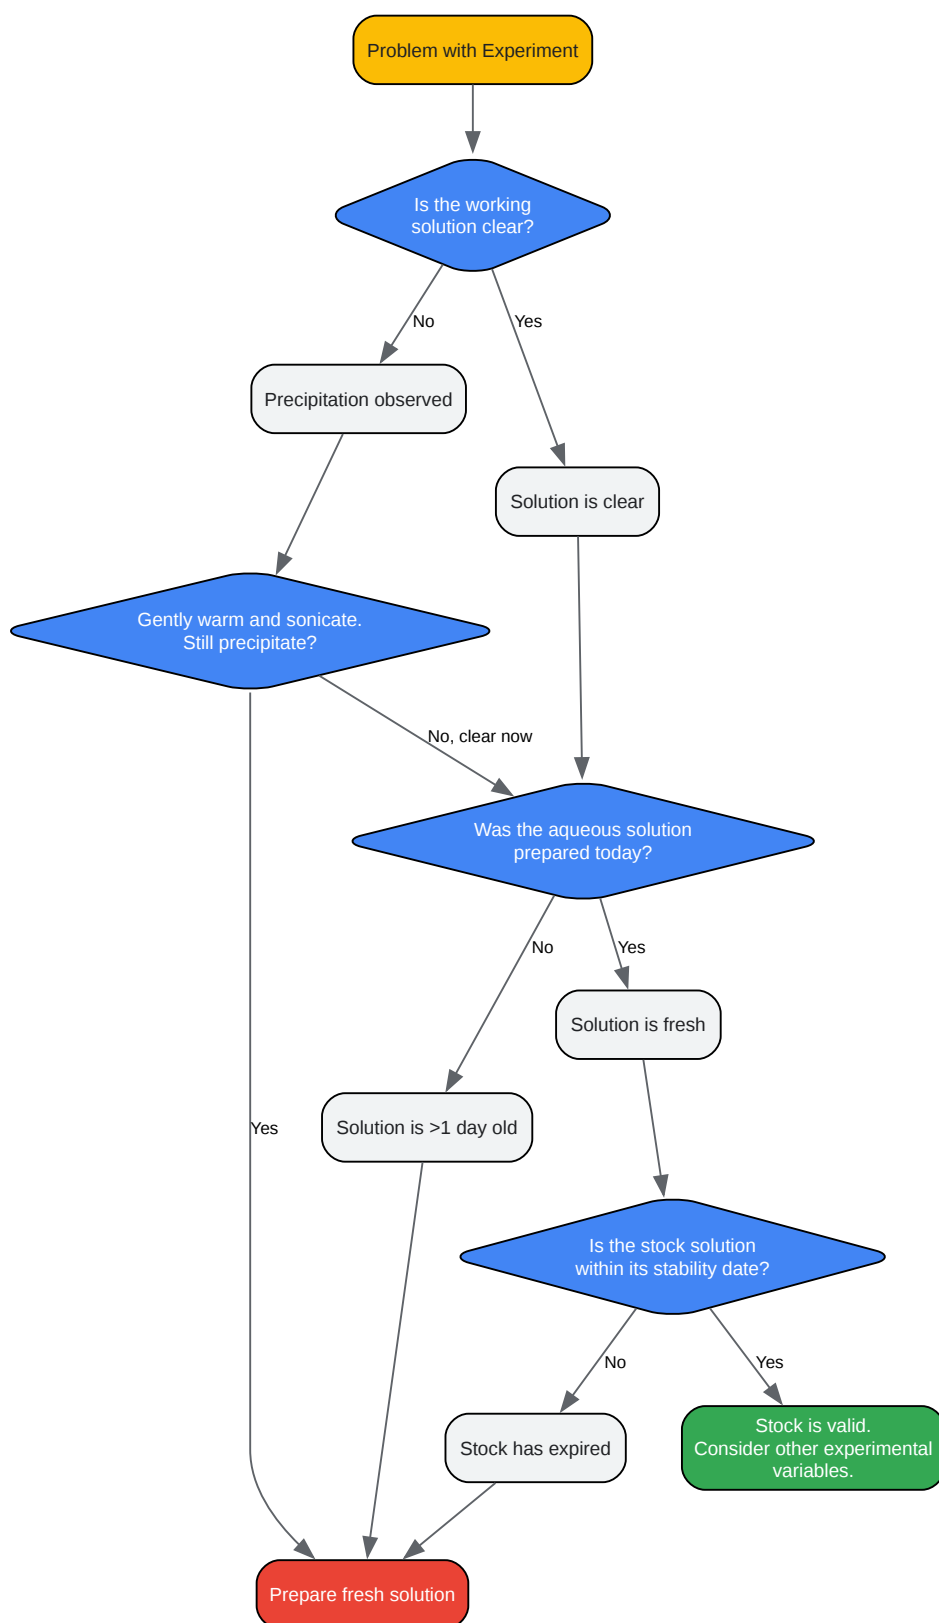 Problem with Experiment
Is the working
solution clear?
No
Yes
Precipitation observed
Solution is clear
Gently warm and sonicate.
Still precipitate?
No, clear now
Was the aqueous solution
prepared today?
No
Yes
Solution is fresh
Solution is >1 day old
Yes
Is the stock solution
within its stability date?
No
Yes
Stock has expired
Stock is valid.
Consider other experimental
variables.
Prepare fresh solution